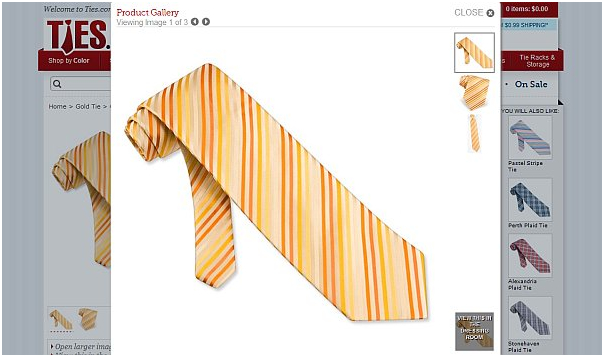 Welcome to Ties.com
0 items: $0.00
$0.99 SHIPPING!*
TiES.
Shop by Color
Tie Racks &
Storage
On Sale
Home > Gold Tie >
Product Gallery
CLOSE
Viewing Image 1 of 3
YOU WILL ALSO LIKE:
Pastel Stripe
Tie
Perth Plaid Tie
Alexandria
Plaid Tie
Stonehaven
Plaid Tie
VIEW THIS IN
THE
DRESSING
ROOM
Open larger imag